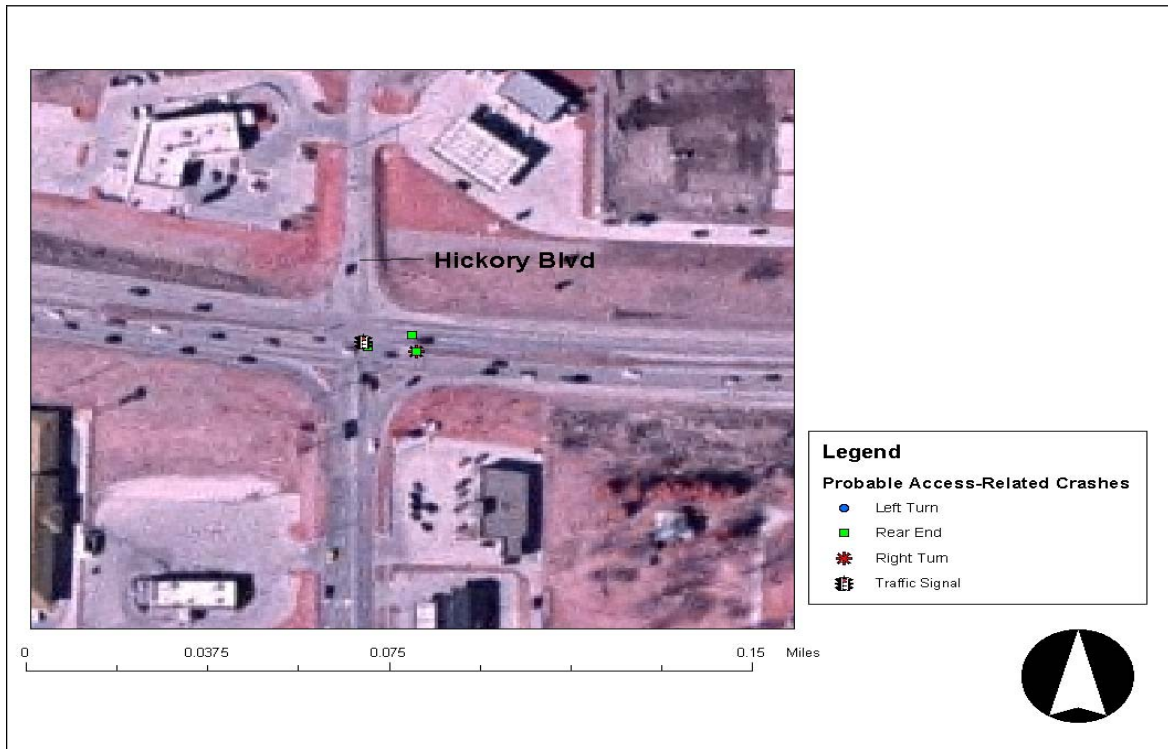 Hickory Blvd
Legend
Probable Access-Related Crashes
Left Turn
Rear End
Right Turn
Traffic Signal
0 0.0375 0.075 0.15 Miles